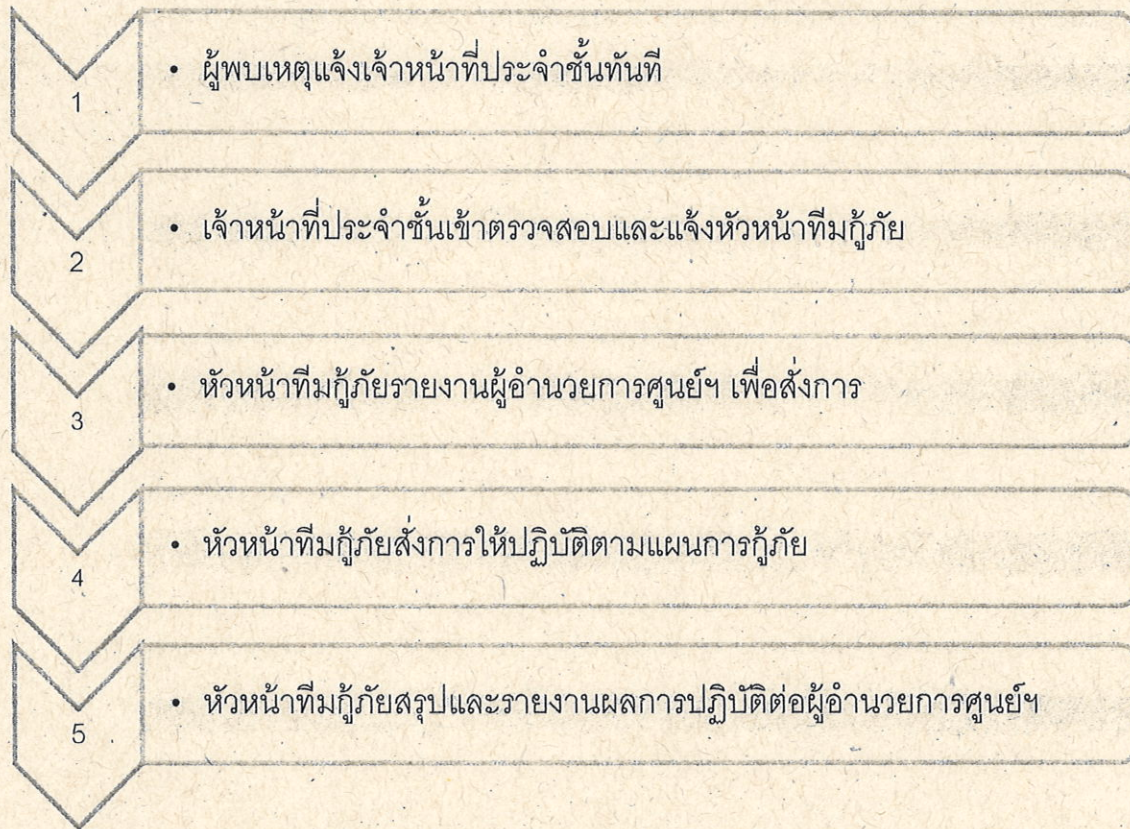 1
• ผู้พบเหตุแจ้งเจ้าหน้าที่ประจำชั้นทันที
2
• เจ้าหน้าที่ประจำชั้นเข้าตรวจสอบและแจ้งหัวหน้าทีมกู้ภัย
3
• หัวหน้าทีมกู้ภัยรายงานผู้อำนวยการศูนย์ฯ เพื่อสั่งการ
4
• หัวหน้าทีมกู้ภัยสั่งการให้ปฏิบัติตามแผนการกู้ภัย
5
• หัวหน้าทีมกู้ภัยสรุปและรายงานผลการปฏิบัติต่อผู้อำนวยการศูนย์ฯ